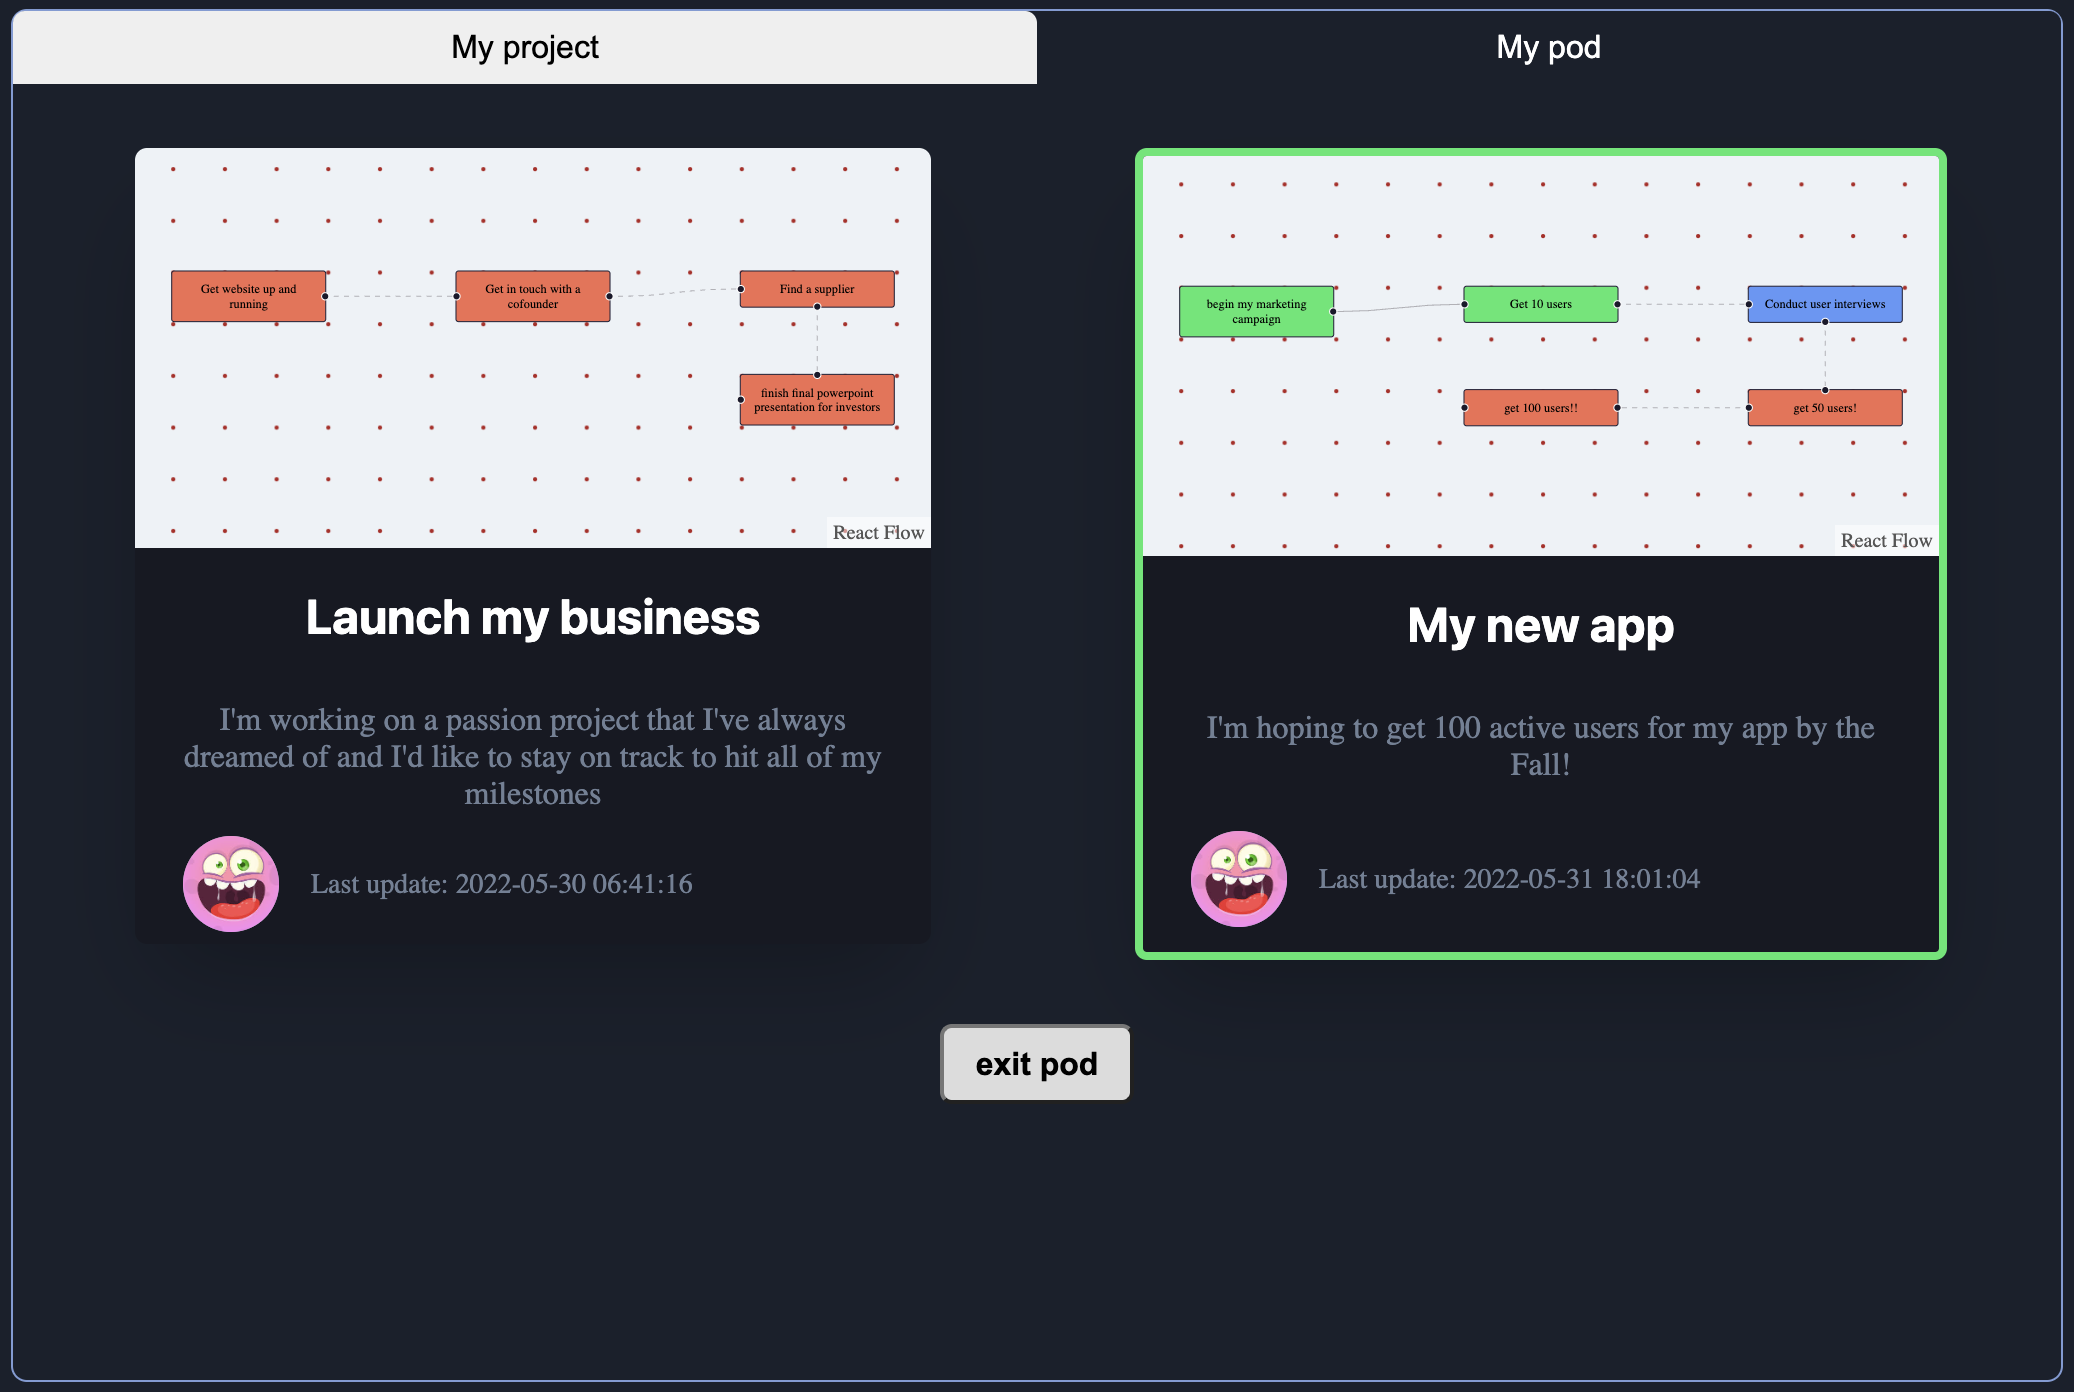 My project
My pod
Get website up and
running
Get in touch with a
cofounder
Find a supplier
finish final powerpoint
presentation for investors
React Flow
Launch my business
I'm working on a passion project that I've always
dreamed of and I'd like to stay on track to hit all of my
milestones
Last update: 2022-05-30 06:41:16
begin my marketing
campaign
Get 10 users
Conduct user interviews
get 100 users!!
get 50 users!
React Flow
My new app
I'm hoping to get 100 active users for my app by the
Fall!
Last update: 2022-05-31 18:01:04
exit pod